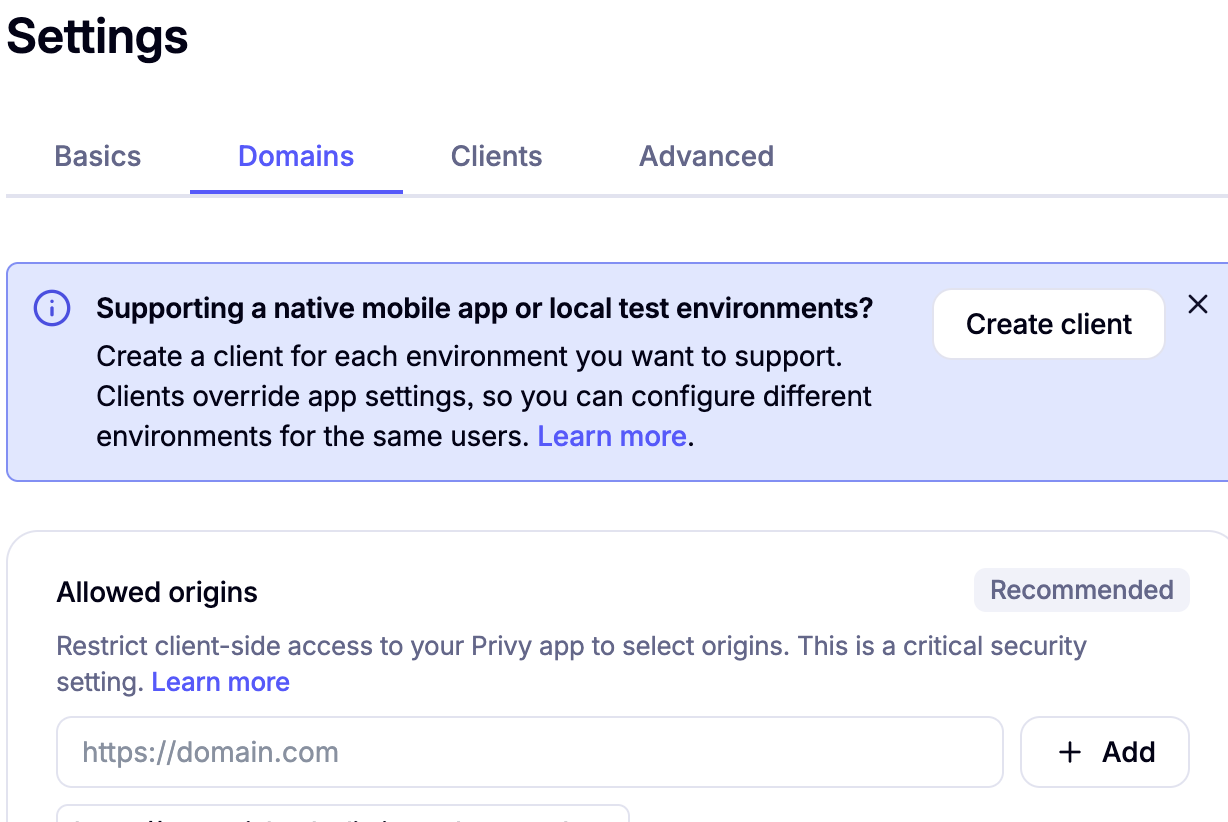 Settings
Basics Domains Clients Advanced
Supporting a native mobile app or local test environments?
Create client
Create a client for each environment you want to support.
Clients override app settings, so you can configure different
environments for the same users. Learn more.
Allowed origins
Recommended
Restrict client-side access to your Privy app to select origins. This is a critical security
setting. Learn more
https://domain.com
+ Add